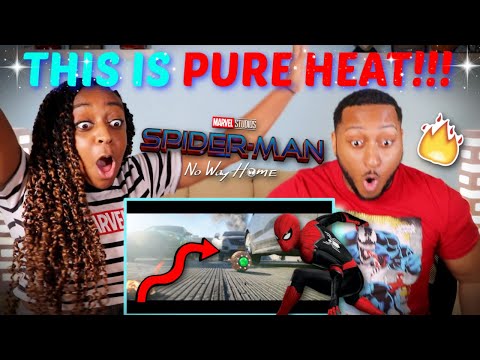 THIS IS PURE HEAT!!!
MARVEL STUDIOS
SPIDER-MAN
No Way Home
MARVEL